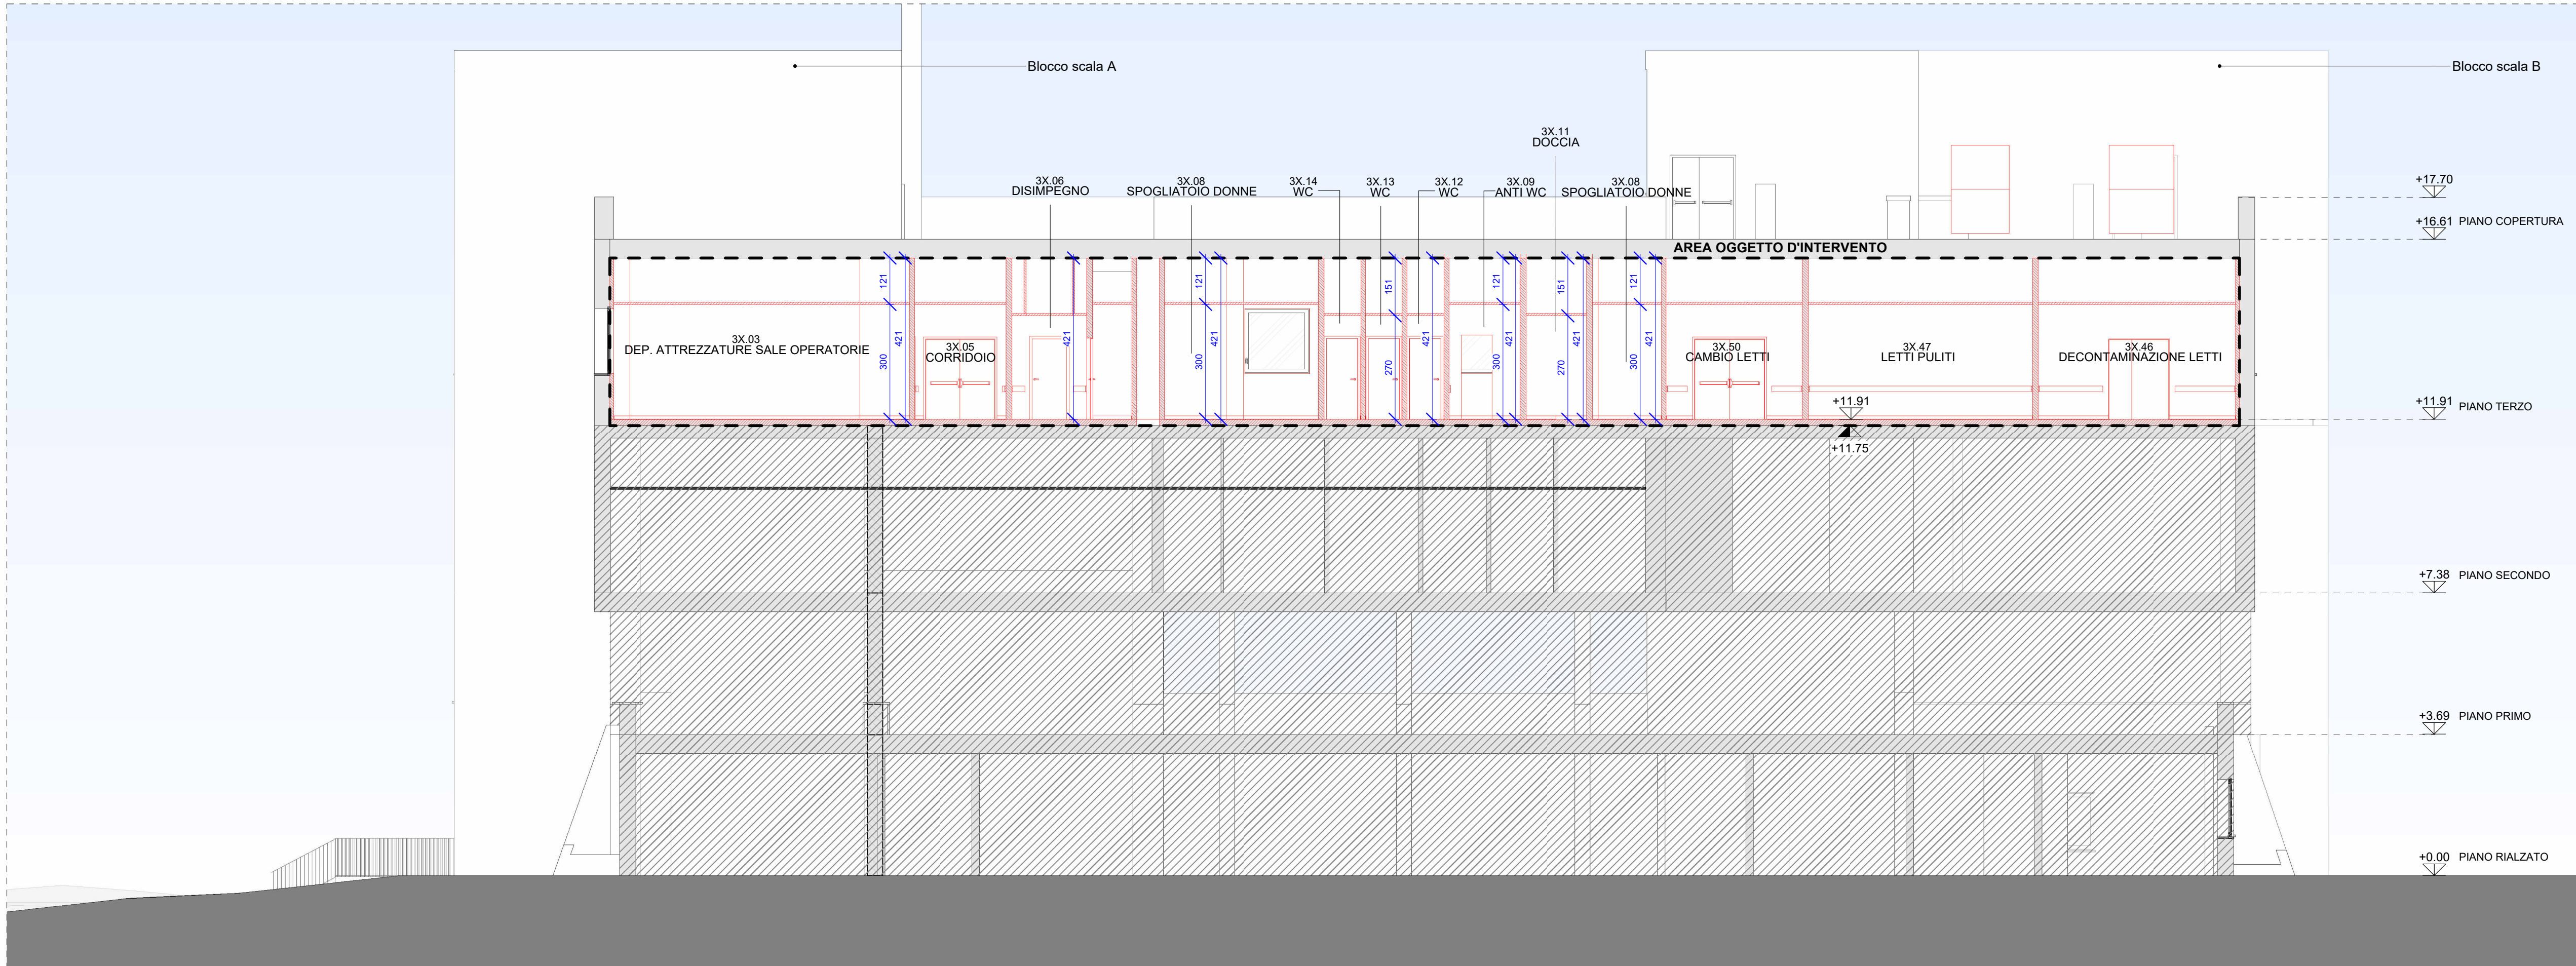 Blocco scala A
Blocco scala B
3X.11
DOCCIA
3X.06
DISIMPEGNO
3X.08
SPOGLIATOIO DONNE
3X.14
WC
3X.13
WC
3X.12
WC
3X.09
ANTI WC
3X.08
SPOGLIATOIO DONNE
+17.70
+16.61 PIANO COPERTURA
AREA OGGETTO D'INTERVENTO
121
421
300
421
121
421
300
151
270
421
121
421
300
151
421
270
121
421
300
3X.03
DEP. ATTREZZATURE SALE OPERATORIE
3X.05
CORRIDOIO
3X.50
CAMBIO LETTI
3X.47
LETTI PULITI
3X.46
DECONTAMINAZIONE LETTI
+11.91
+11.75
+11.91 PIANO TERZO
+7.38 PIANO SECONDO
+3.69 PIANO PRIMO
+0.00 PIANO RIALZATO